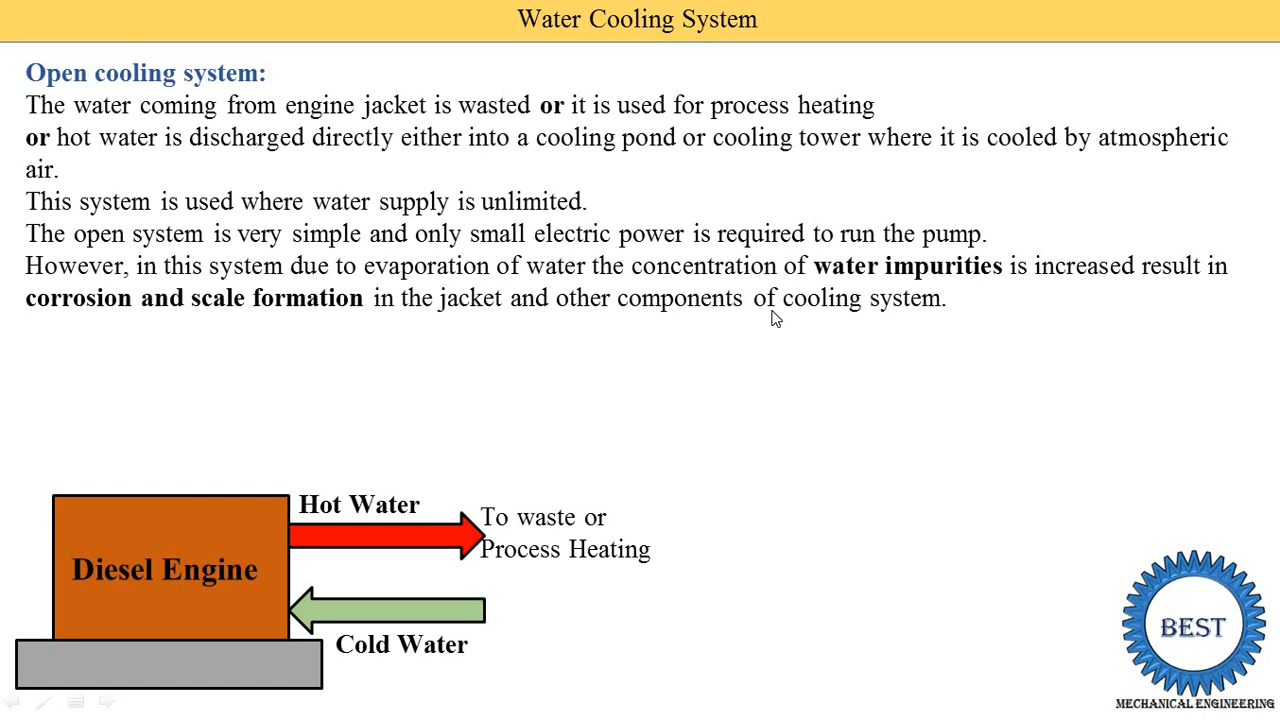 Water Cooling System
Open cooling system:
The water coming from engine jacket is wasted or it is used for process heating
or hot water is discharged directly either into a cooling pond or cooling tower where it is cooled by atmospheric
air.
This system is used where water supply is unlimited.
The open system is very simple and only small electric power is required to run the pump.
However, in this system due to evaporation of water the concentration of water impurities is increased result in
corrosion and scale formation in the jacket and other components of cooling system.
Hot Water
To waste or
Process Heating
Diesel Engine
Cold Water
BEST
MECHANICAL ENGINEERING